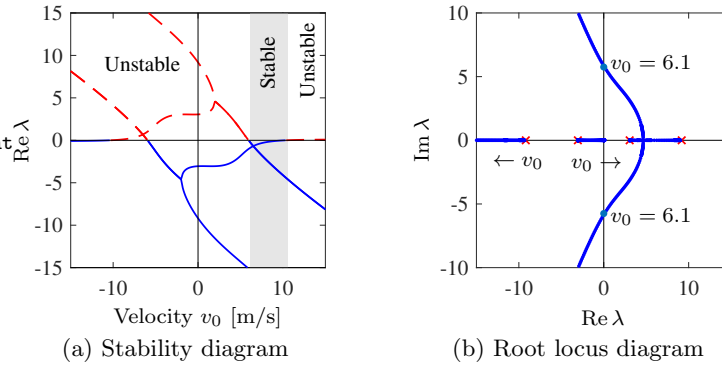 15
10
5
0
-5
-10
-15
Re λ
Unstable
Stable
Unstable
-10
0
10
Velocity v₀ [m/s]
(a) Stability diagram
10
5
0
-5
-10
Im λ
v₀ = 6.1
← v₀
v₀ →
v₀ = 6.1
-10
0
10
Re λ
(b) Root locus diagram